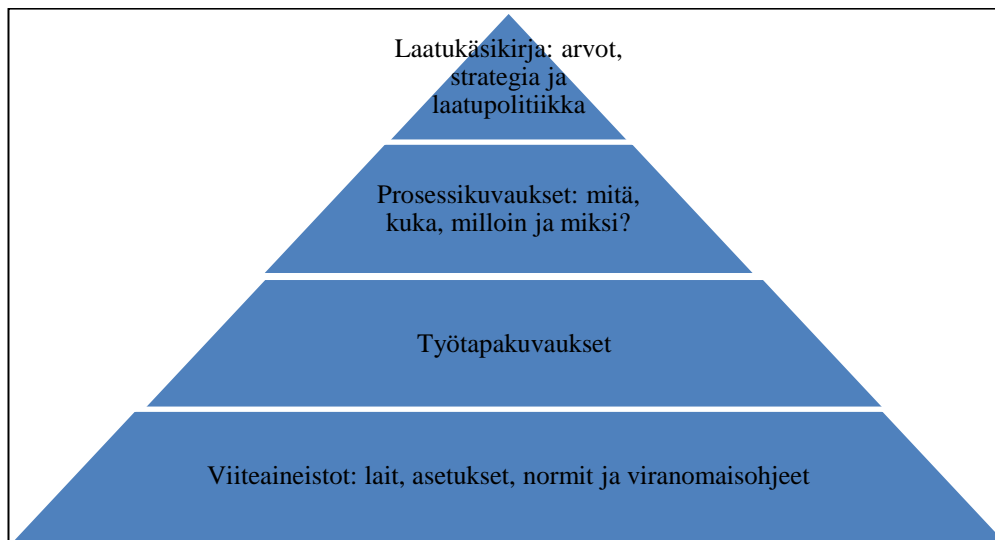 Laatukäsikirja: arvot,
strategia ja
laatupolitiikka
Prosessikuvaukset: mitä,
kuka, milloin ja miksi?
Työtapakuvaukset
Viiteaineistot: lait, asetukset, normit ja viranomaisohjeet